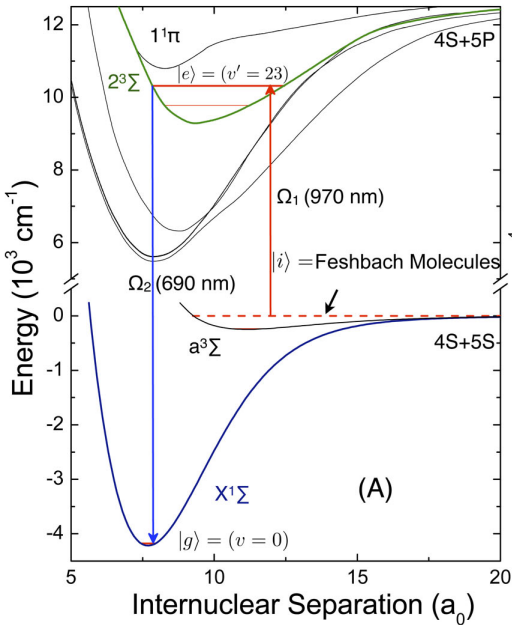 12
10
8
6
0
-1
-2
-3
-4
Energy (10³ cm⁻¹)
1¹π
4S+5P
|e⟩ = (v′ = 23)
2³Σ
Ω₁ (970 nm)
|i⟩ = Feshbach Molecules
Ω₂ (690 nm)
a³Σ
4S+5S
X¹Σ
(A)
|g⟩ = (v = 0)
5
10
15
20
Internuclear Separation (a₀)